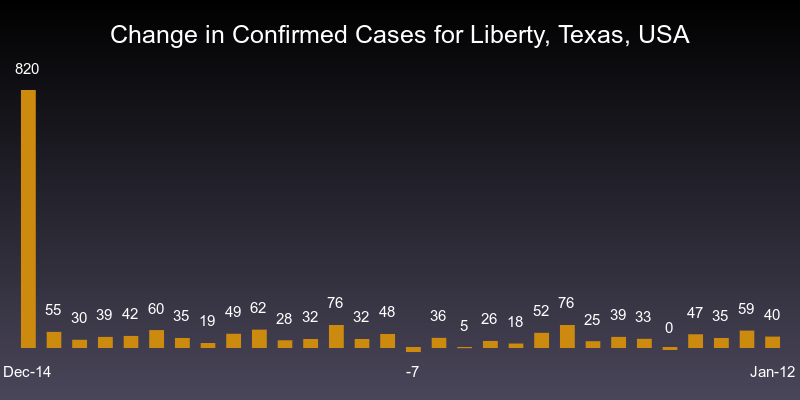 Change in Confirmed Cases for Liberty, Texas, USA
820
55 30 39 42 60 35 19 49 62 28 32 76 32 48 36 5 26 18 52 76 25 39 33 0 47 35 59 40
Dec-14 -7 Jan-12